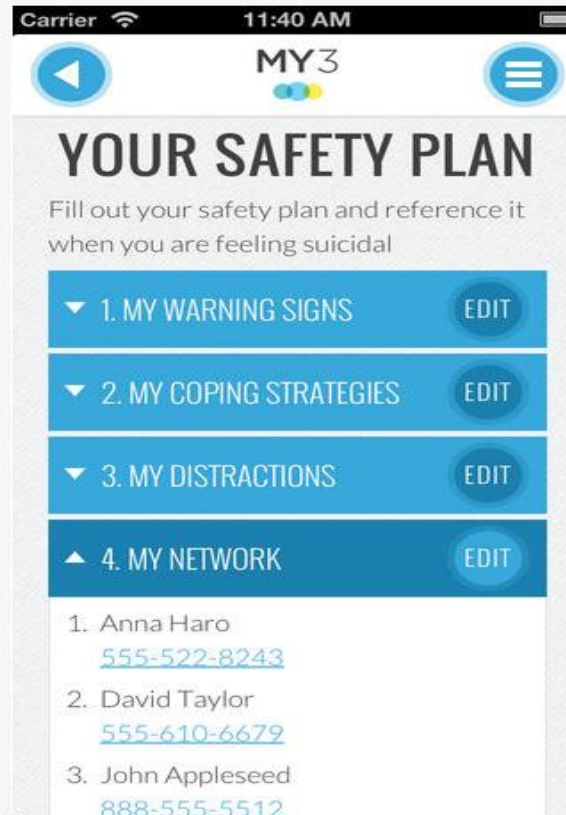 Carrier 11:40 AM
MY3
YOUR SAFETY PLAN
Fill out your safety plan and reference it
when you are feeling suicidal
1. MY WARNING SIGNS EDIT
2. MY COPING STRATEGIES EDIT
3. MY DISTRACTIONS EDIT
4. MY NETWORK EDIT
1. Anna Haro
555-522-8243
2. David Taylor
555-610-6679
3. John Appleseed
888-555-5512